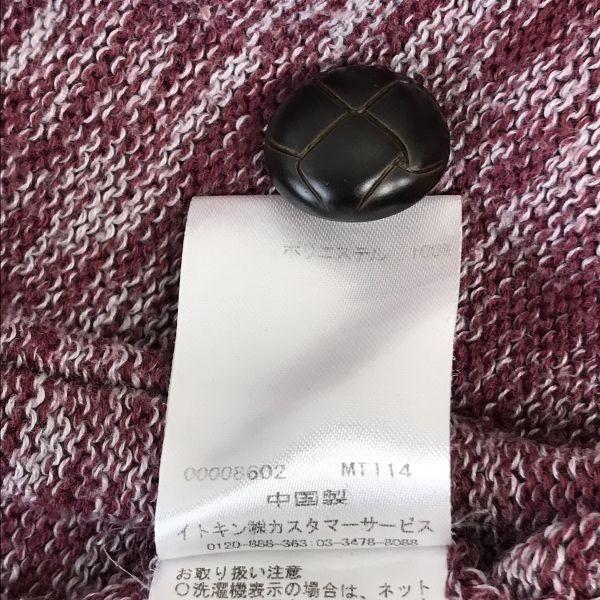 ポリエステル 100%
00008602 MT114
中国製
イトキン㈱カスタマーサービス
0120-888-363:03-3478-8088
お取り扱い注意
○洗濯機表示の場合は、ネット